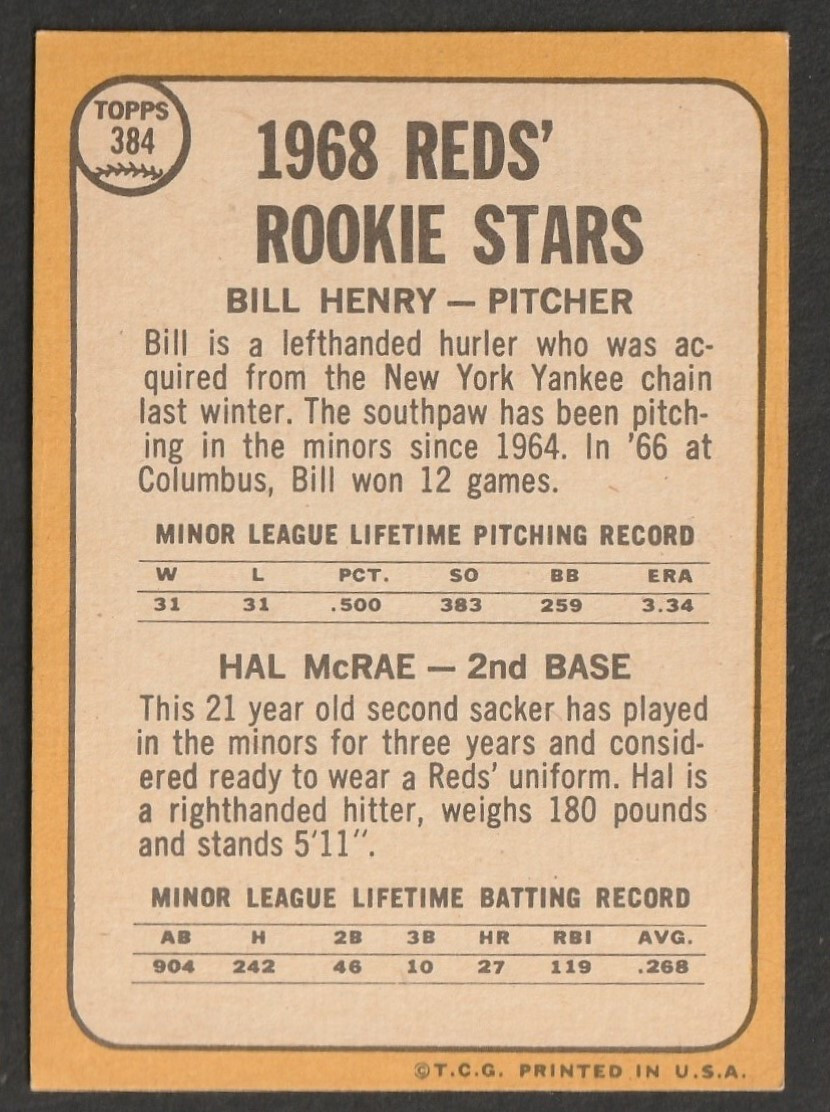 TOPPS
384
1968 REDS'
ROOKIE STARS
BILL HENRY — PITCHER
Bill is a lefthanded hurler who was ac-
quired from the New York Yankee chain
last winter. The southpaw has been pitch-
ing in the minors since 1964. In '66 at
Columbus, Bill won 12 games.
MINOR LEAGUE LIFETIME PITCHING RECORD
W L PCT. SO BB ERA
31 31 .500 383 259 3.34
HAL McRAE — 2nd BASE
This 21 year old second sacker has played
in the minors for three years and consid-
ered ready to wear a Reds' uniform. Hal is
a righthanded hitter, weighs 180 pounds
and stands 5'11".
MINOR LEAGUE LIFETIME BATTING RECORD
AB H 2B 3B HR RBI AVG.
904 242 46 10 27 119 .268
©T.C.G. PRINTED IN U.S.A.